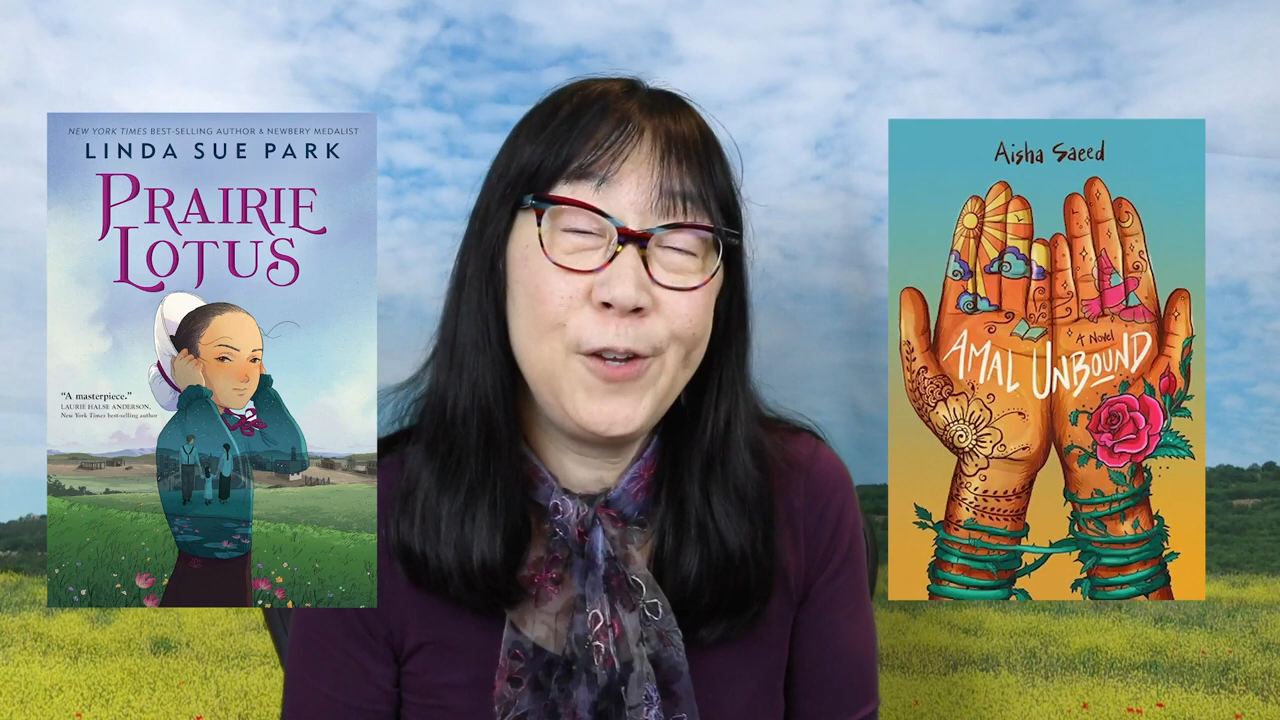 NEW YORK TIMES BEST-SELLING AUTHOR & NEWBERY MEDALIST
LINDA SUE PARK
PRAIRIE
LOTUS
“A masterpiece.”
LAURIE HALSE ANDERSON,
New York Times best-selling author
Aisha Saeed
A Novel
AMAL UNBOUND